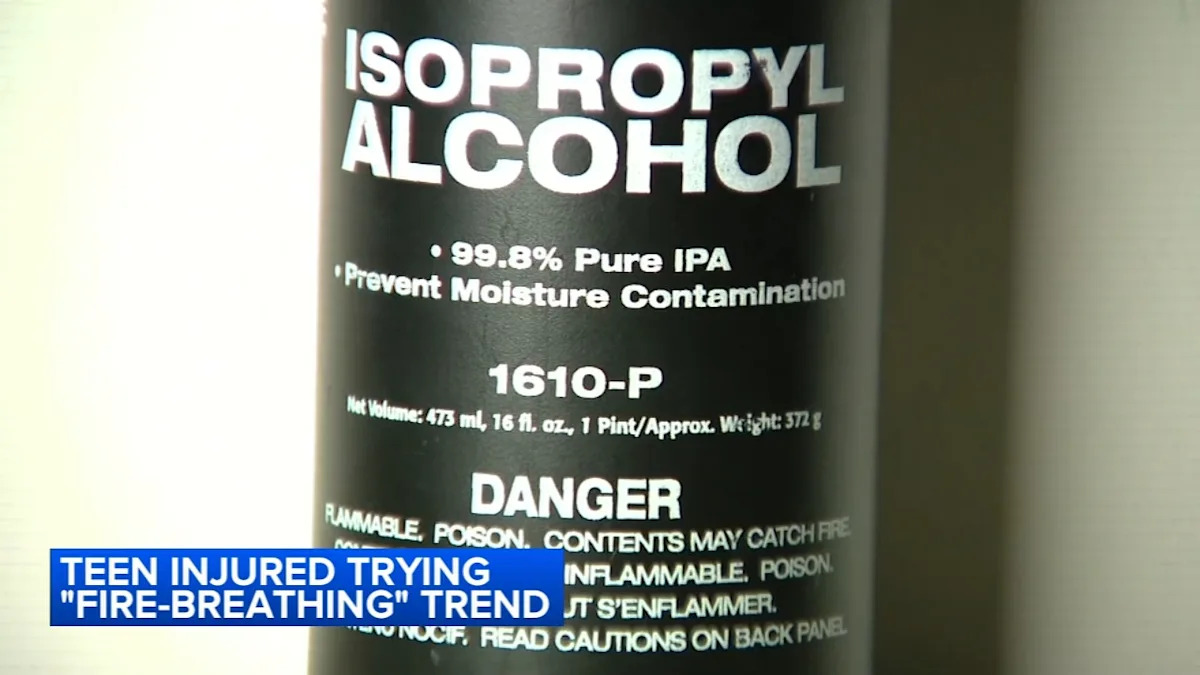 ISOPROPYL
ALCOHOL
• 99.8% Pure IPA
• Prevent Moisture Contamination
1610-P
Net Volume: 473 ml, 16 fl. oz., 1 Pint/Approx. Weight: 372 g
DANGER
FLAMMABLE. POISON. CONTENTS MAY CATCH FIRE.
INFLAMMABLE. POISON.
S'ENFLAMMER.
NOCIF. READ CAUTIONS ON BACK PANEL
TEEN INJURED TRYING
"FIRE-BREATHING" TREND